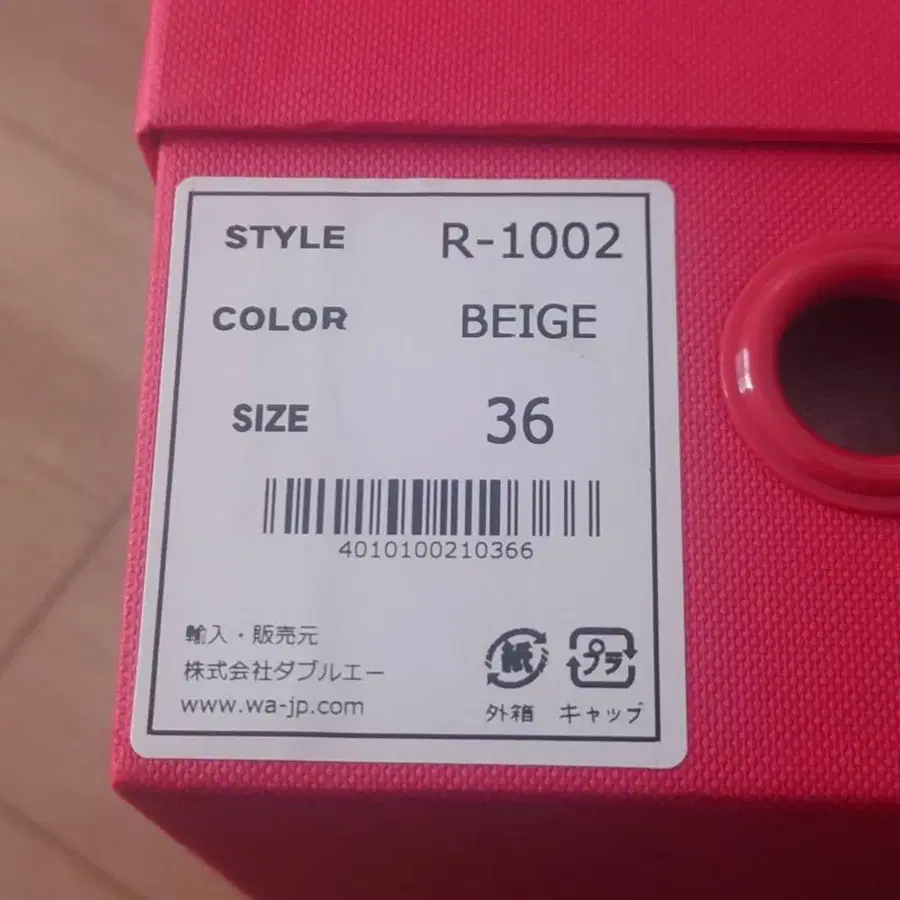 STYLE R-1002
COLOR BEIGE
SIZE 36
4010100210366
輸入・販売元
株式会社ダブルエー
www.wa-jp.com
紙 プラ
外箱 キャップ